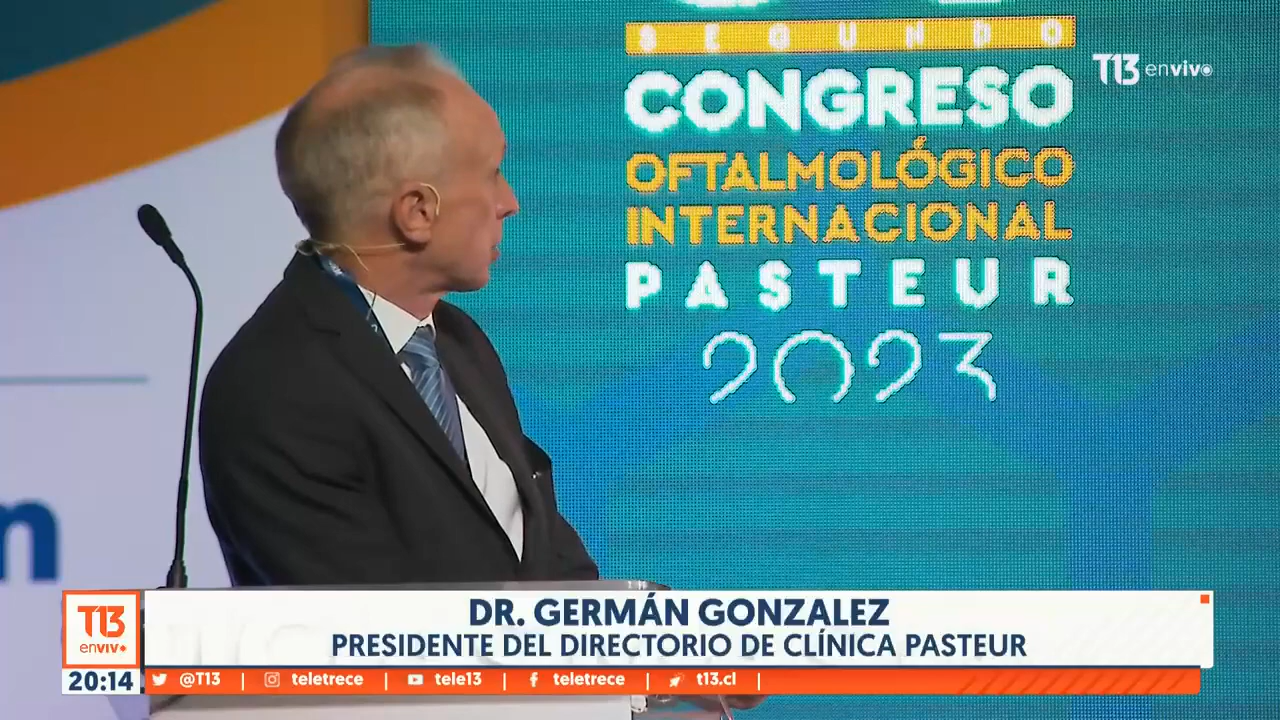 SEGUNDO
CONGRESO
OFTALMOLÓGICO
INTERNACIONAL
PASTEUR
2023
T13 envivo
m
DR. GERMÁN GONZALEZ
PRESIDENTE DEL DIRECTORIO DE CLÍNICA PASTEUR
T13
envivo
20:14 @T13 | teletrece | tele13 | teletrece | t13.cl |